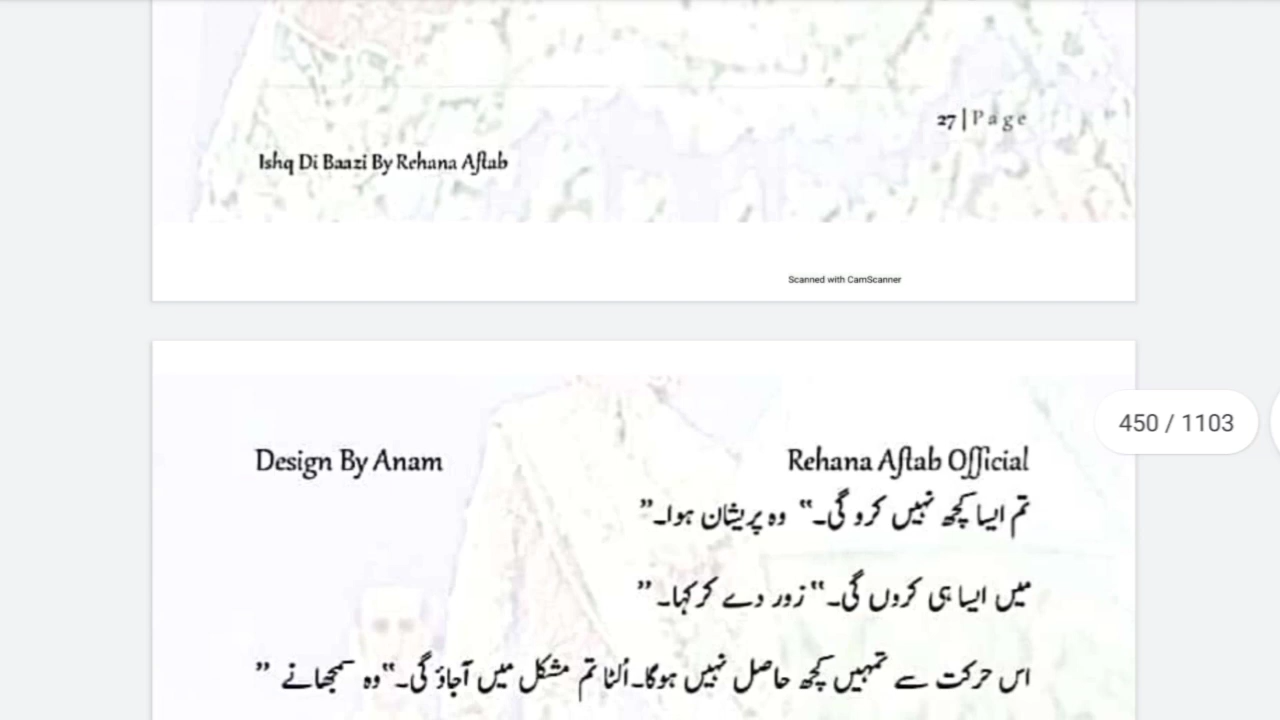 27 | P a g e
Ishq Di Baazi By Rehana Aftab
Scanned with CamScanner
450 / 1103
Design By Anam
Rehana Aftab Official
تم ایسا کچھ نہیں کرو گی۔“ وہ پریشان ہوا۔”
میں ایسا ہی کروں گی۔“ زور دے کر کہا۔”
اس حرکت سے تمہیں کچھ حاصل نہیں ہوگا۔ اُلٹا تم مشکل میں آجاؤ گی۔“ وہ سمجھانے ”